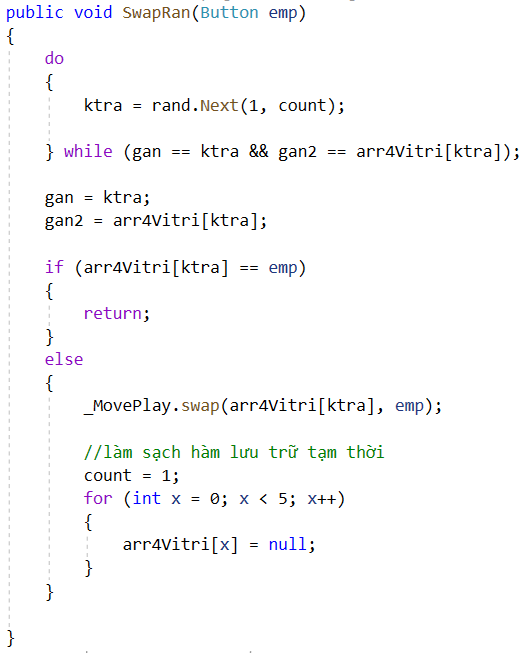 public void SwapRan(Button emp)
{
    do
    {
        ktra = rand.Next(1, count);

    } while (gan == ktra && gan2 == arr4Vitri[ktra]);

    gan = ktra;
    gan2 = arr4Vitri[ktra];

    if (arr4Vitri[ktra] == emp)
    {
        return;
    }
    else
    {
        _MovePlay.swap(arr4Vitri[ktra], emp);

        //làm sạch hàm lưu trữ tạm thời
        count = 1;
        for (int x = 0; x < 5; x++)
        {
            arr4Vitri[x] = null;
        }
    }

}